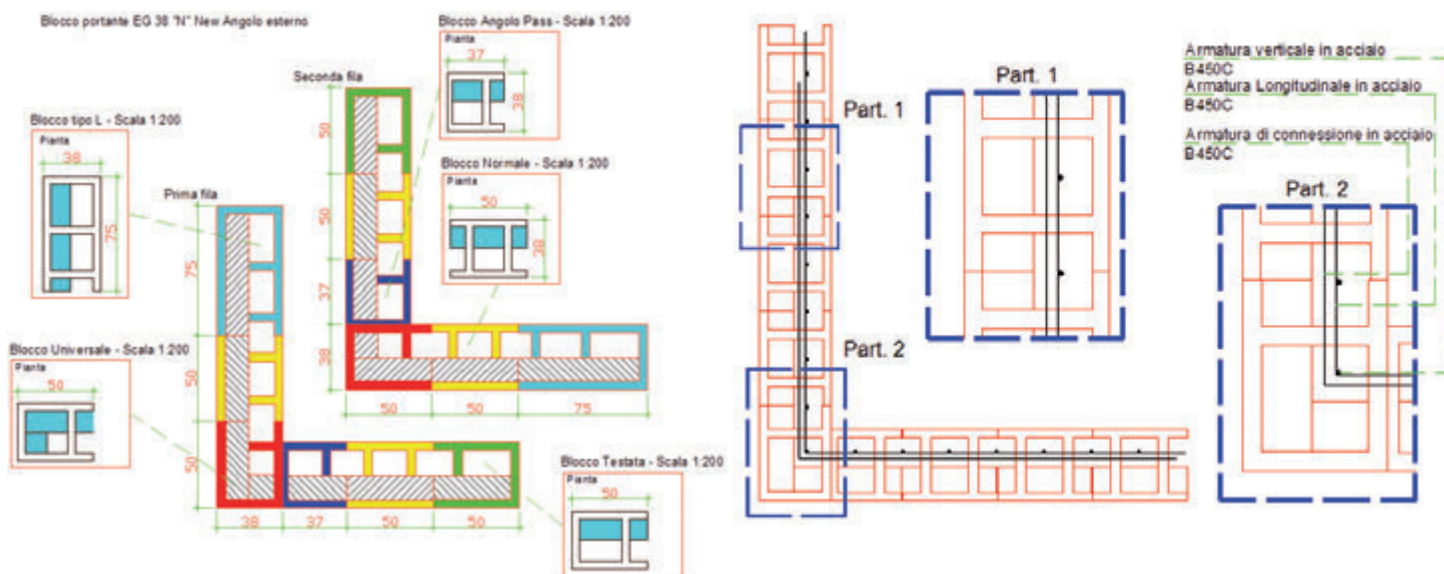 Blocco portante EG 38 "N" New Angolo esterno
Blocco Angolo Pass - Scala 1:200
Pianta
37
38
Seconda fila
50
50
37
38
50
50
75
Blocco tipo L - Scala 1:200
Pianta
38
75
Blocco Normale - Scala 1:200
Pianta
50
38
Prima fila
75
50
50
38
37
50
50
Blocco Universale - Scala 1:200
Pianta
50
Blocco Testata - Scala 1:200
Pianta
50
Part. 1
Part. 2
Part. 1
Armatura verticale in acciaio
B450C
Armatura Longitudinale in acciaio
B450C
Armatura di connessione in acciaio
B450C
Part. 2